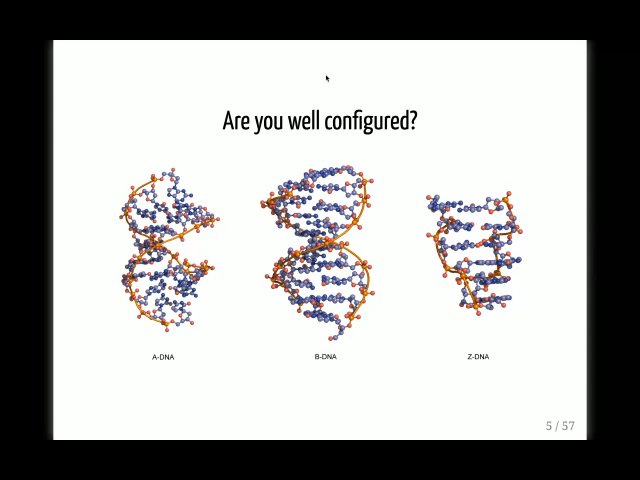 Are you well configured?
A-DNA
B-DNA
Z-DNA
5 / 57